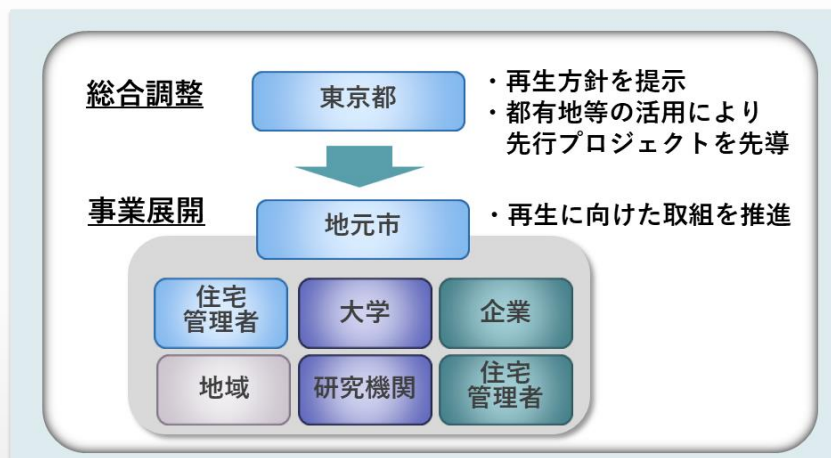 総合調整
東京都
・再生方針を提示
・都有地等の活用により
先行プロジェクトを先導
事業展開
地元市
・再生に向けた取組を推進
住宅
管理者
大学
企業
地域
研究機関
住宅
管理者